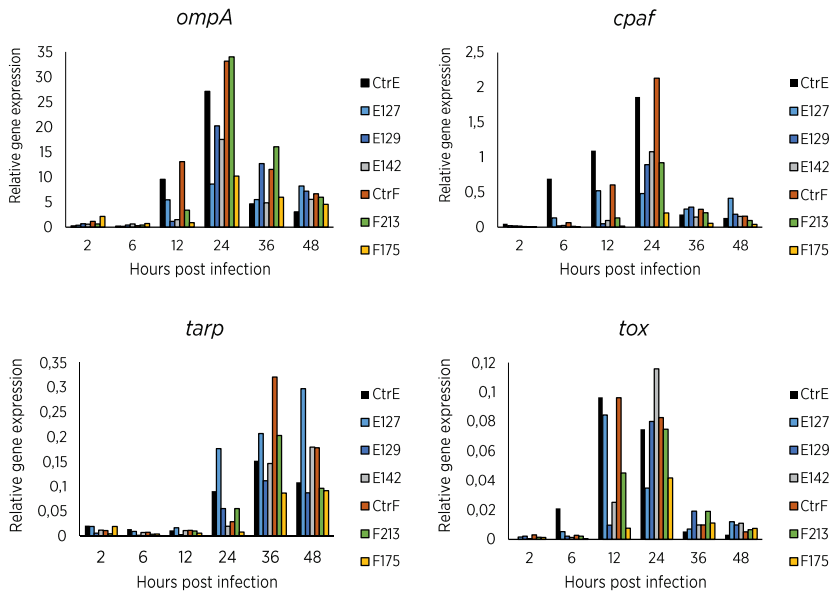 ompA
Relative gene expression
35
30
25
20
15
10
5
0
2 6 12 24 36 48
Hours post infection
CtrE
E127
E129
E142
CtrF
F213
F175
cpaf
Relative gene expression
2,5
2
1,5
1
0,5
0
2 6 12 24 36 48
Hours post infection
CtrE
E127
E129
E142
CtrF
F213
F175
tarp
Relative gene expression
0,35
0,3
0,25
0,2
0,15
0,1
0,05
0
2 6 12 24 36 48
Hours post infection
CtrE
E127
E129
E142
CtrF
F213
F175
tox
Relative gene expression
0,12
0,1
0,08
0,06
0,04
0,02
0
2 6 12 24 36 48
Hours post infection
CtrE
E127
E129
E142
CtrF
F213
F175